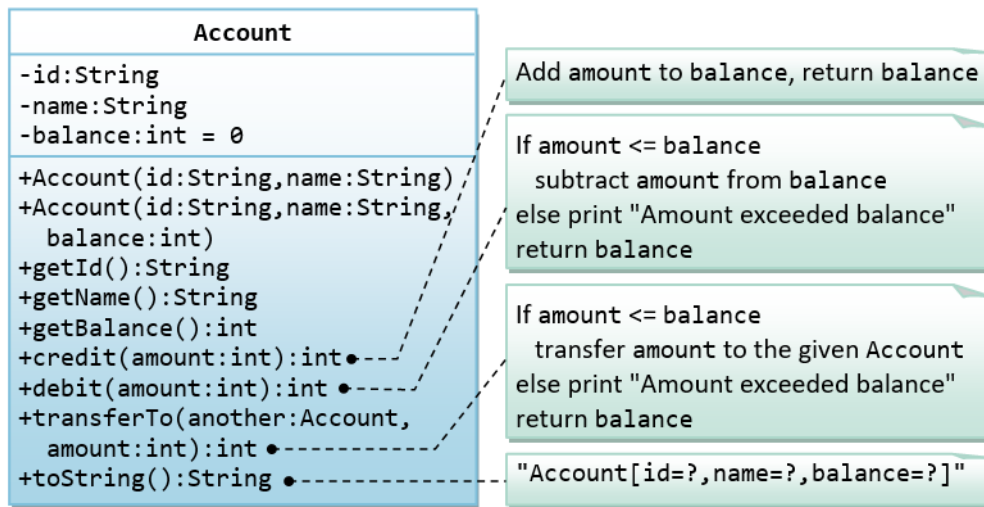 Account
-id:String
-name:String
-balance:int = 0
+Account(id:String,name:String)
+Account(id:String,name:String,
balance:int)
+getId():String
+getName():String
+getBalance():int
+credit(amount:int):int
+debit(amount:int):int
+transferTo(another:Account,
amount:int):int
+toString():String
Add amount to balance, return balance
If amount <= balance
subtract amount from balance
else print "Amount exceeded balance"
return balance
If amount <= balance
transfer amount to the given Account
else print "Amount exceeded balance"
return balance
"Account[id=?,name=?,balance=?]"